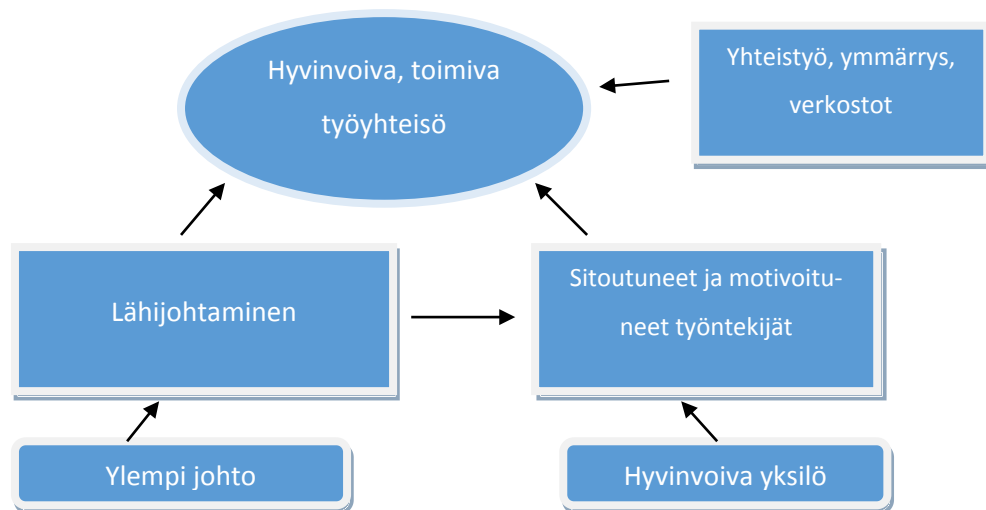 Hyvinvoiva, toimiva
työyhteisö
Yhteistyö, ymmärrys,
verkostot
Lähijohtaminen
Sitoutuneet ja motivoitu-
neet työntekijät
Ylempi johto
Hyvinvoiva yksilö